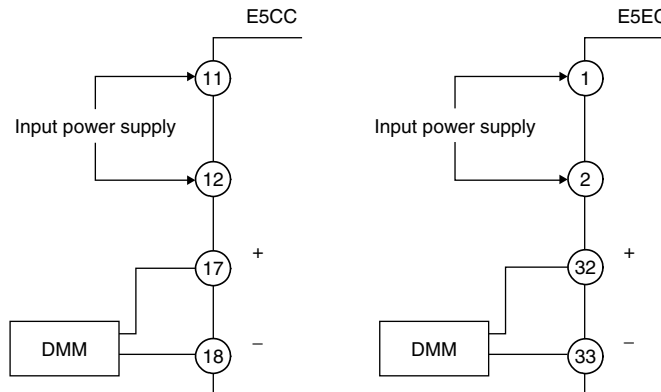 E5CC
11
Input power supply
12
+
17
DMM
18
−
E5EC
1
Input power supply
2
+
32
DMM
33
−